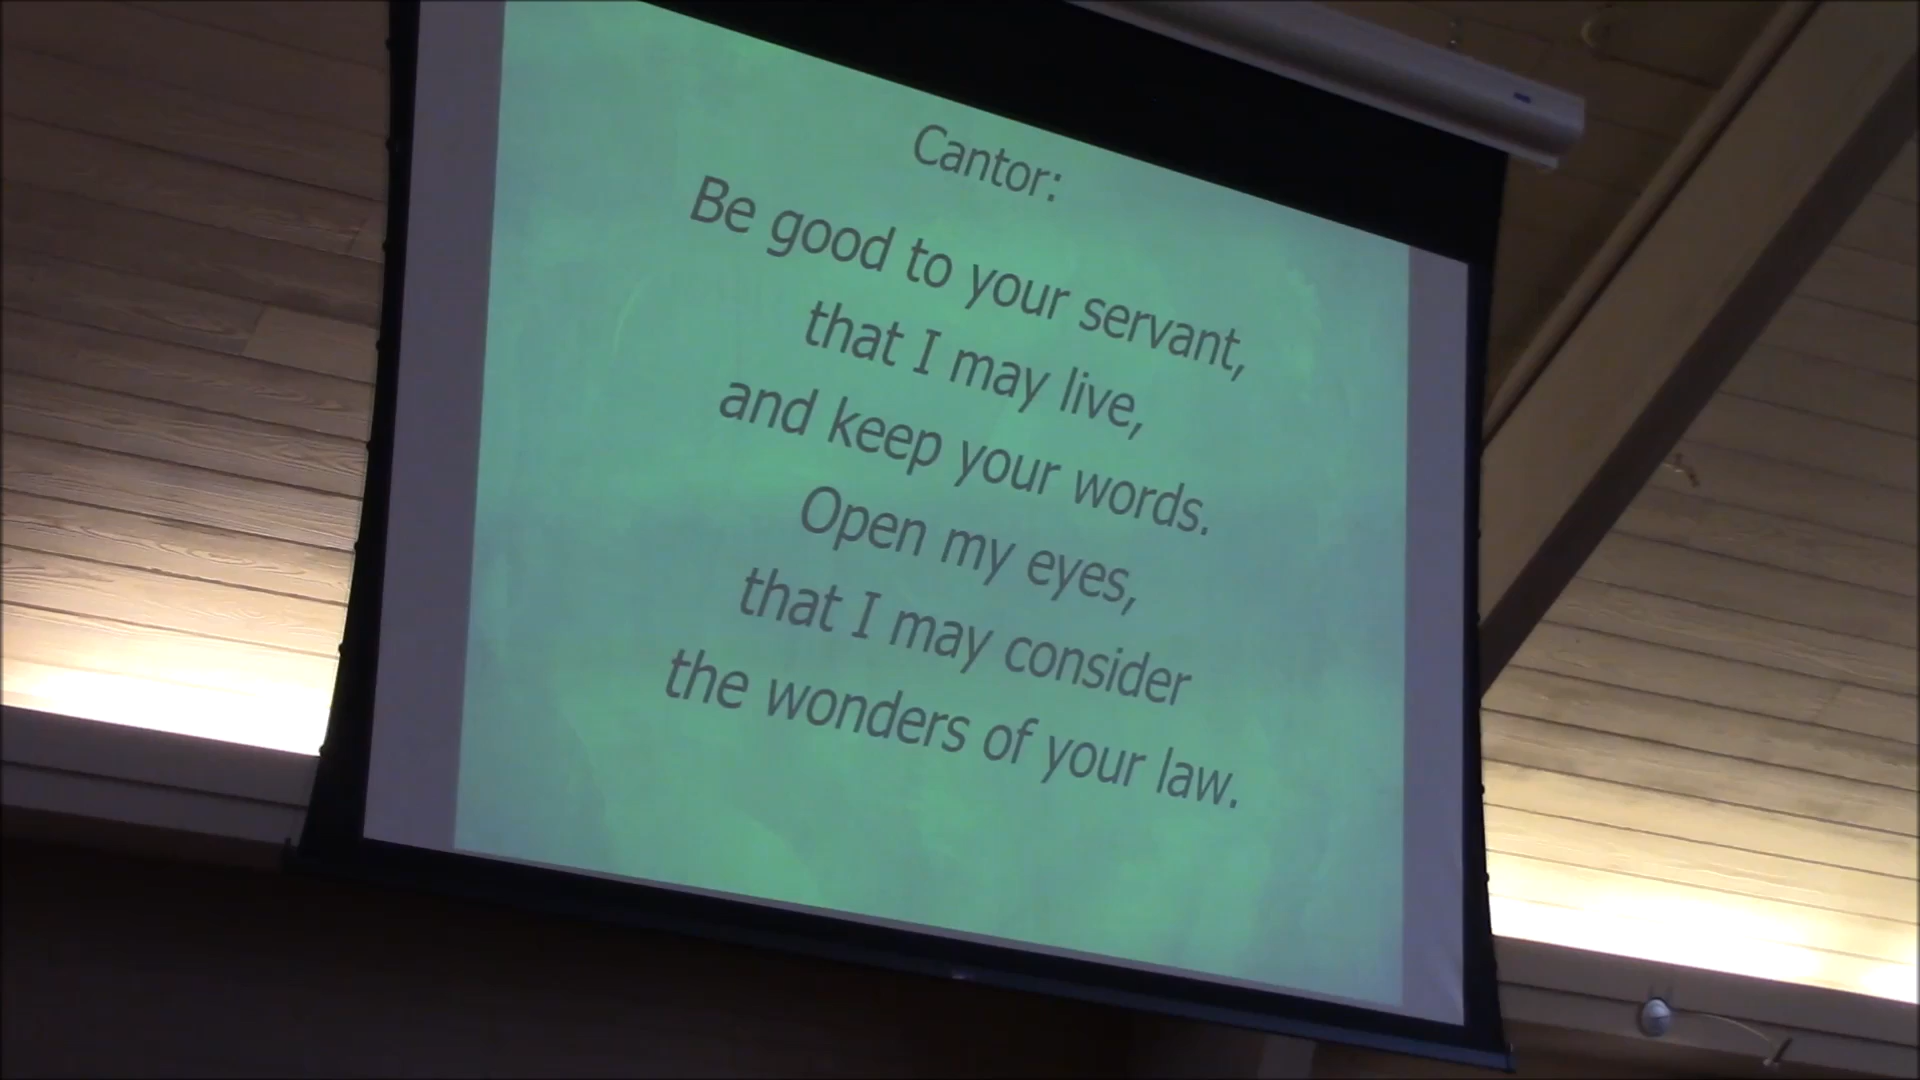 Cantor:
Be good to your servant,
that I may live,
and keep your words.
Open my eyes,
that I may consider
the wonders of your law.